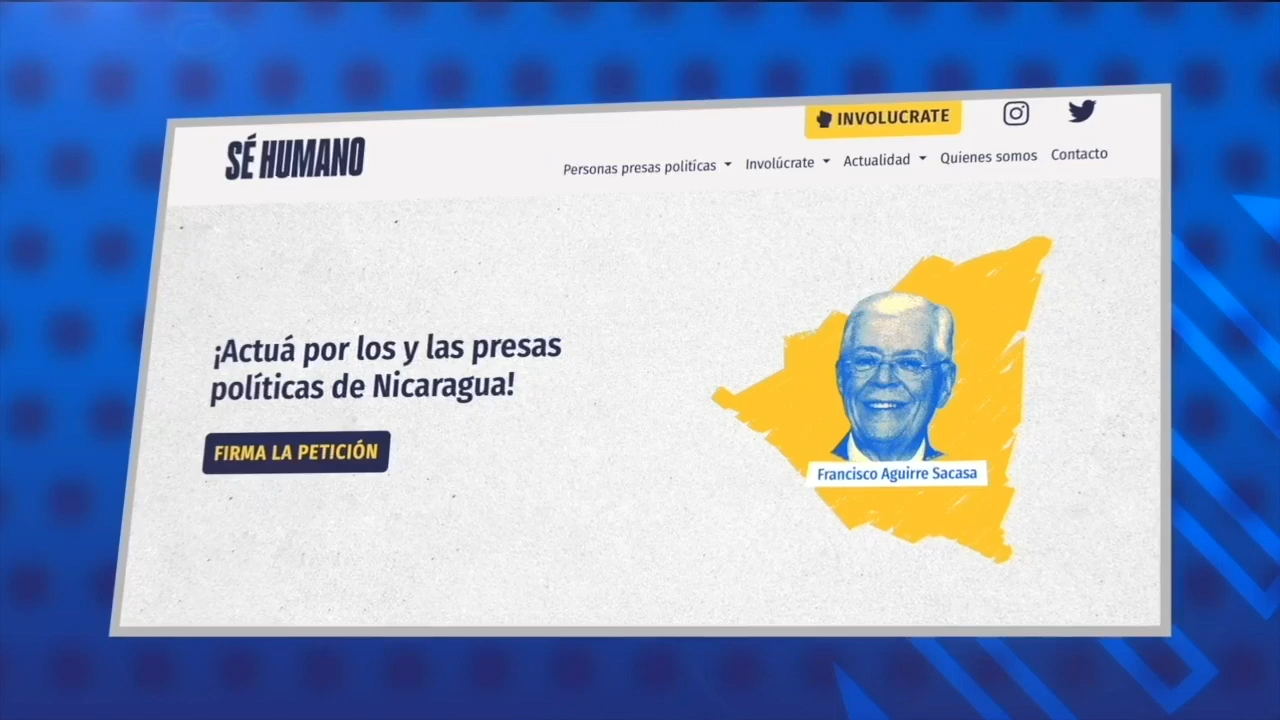 INVOLUCRATE
SÉ HUMANO
Personas presas políticas Involúcrate Actualidad Quienes somos Contacto
¡Actuá por los y las presas
políticas de Nicaragua!
FIRMA LA PETICIÓN
Francisco Aguirre Sacasa